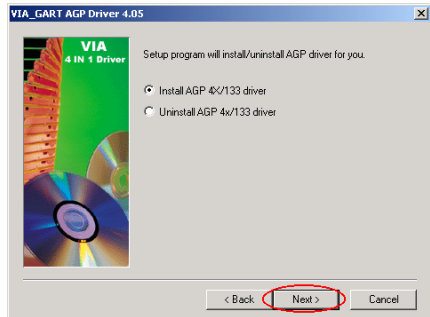 VIA_GART AGP Driver 4.05
VIA
4 IN 1 Driver
Setup program will install/uninstall AGP driver for you.
Install AGP 4X/133 driver
Uninstall AGP 4x/133 driver
< Back
Next >
Cancel